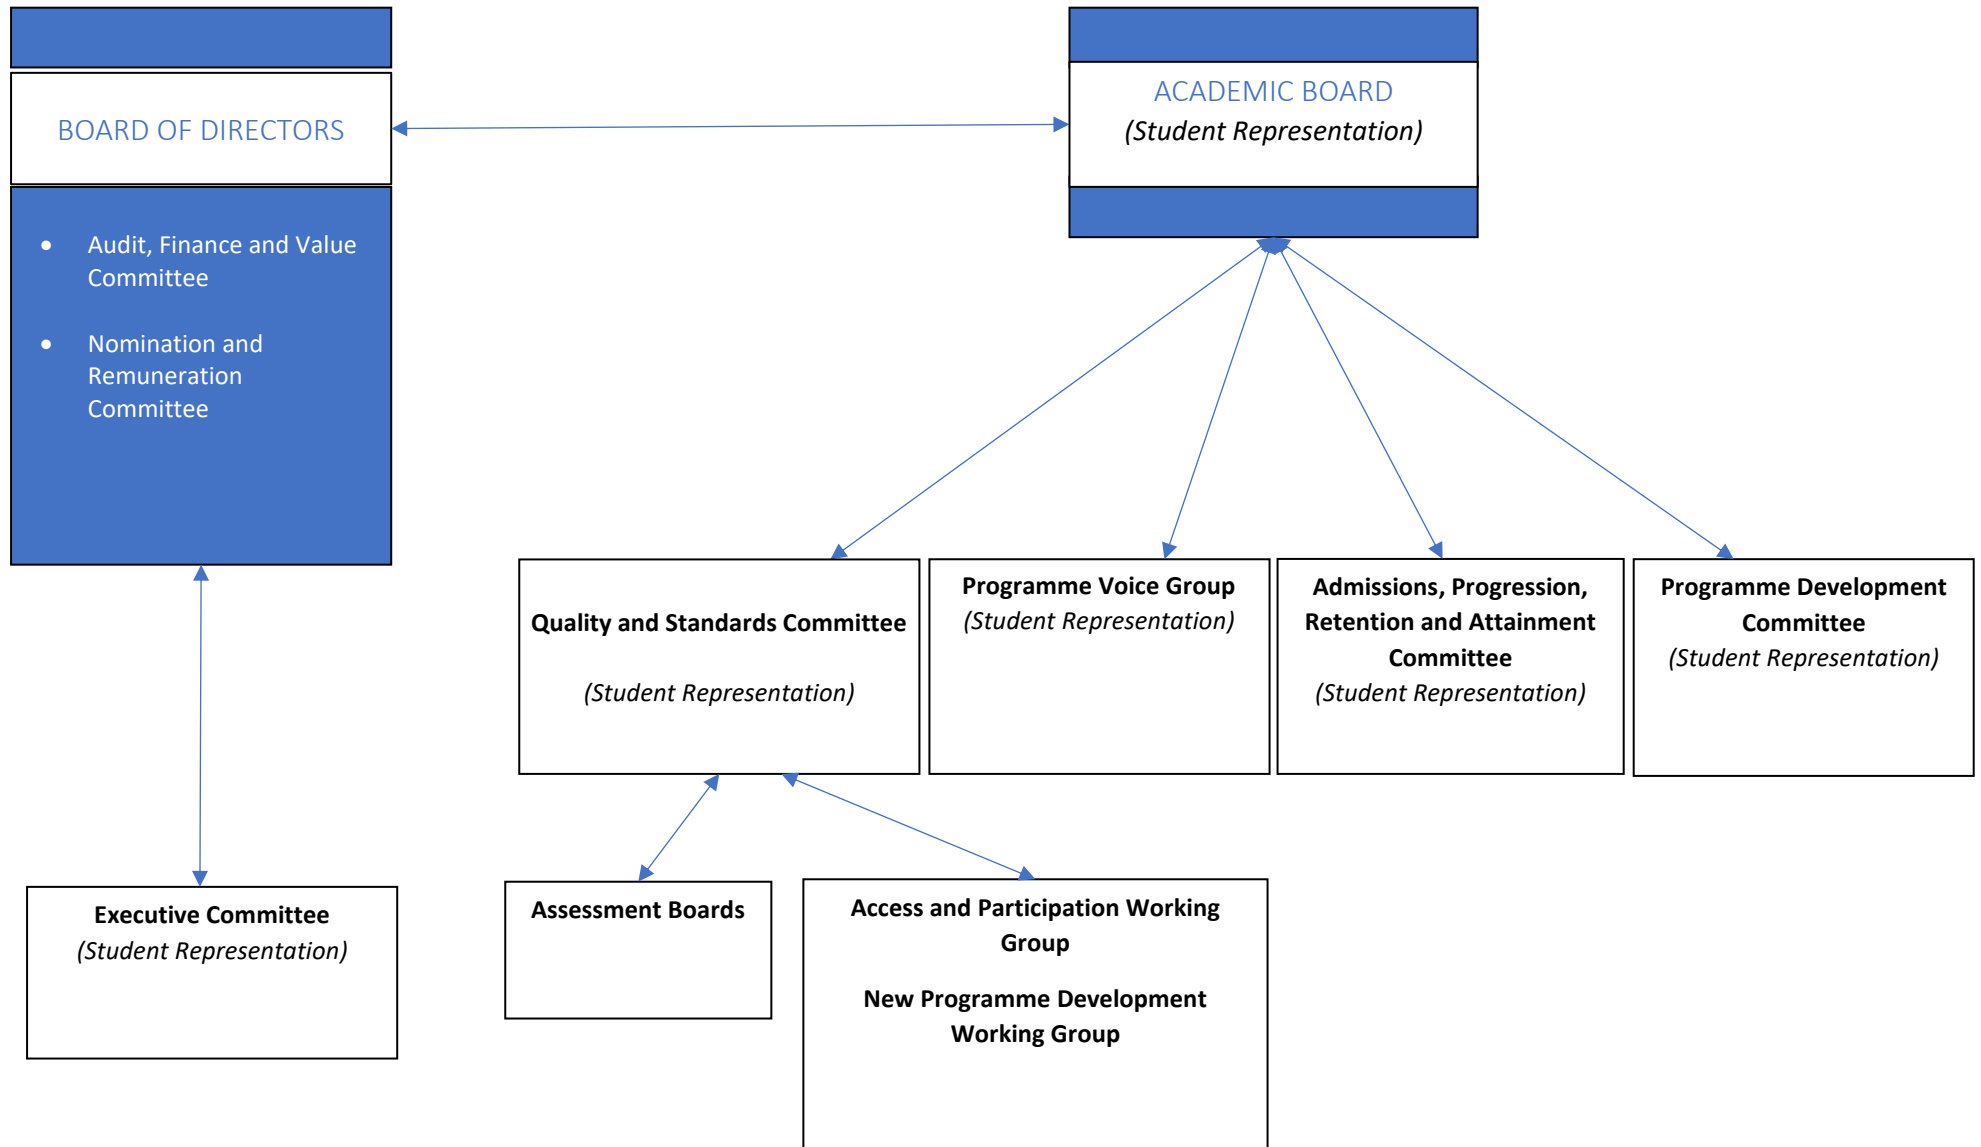 BOARD OF DIRECTORS
ACADEMIC BOARD
(Student Representation)
• Audit, Finance and Value
Committee
• Nomination and
Remuneration
Committee
Quality and Standards Committee
(Student Representation)
Programme Voice Group
(Student Representation)
Admissions, Progression,
Retention and Attainment
Committee
(Student Representation)
Programme Development
Committee
(Student Representation)
Executive Committee
(Student Representation)
Assessment Boards
Access and Participation Working
Group
New Programme Development
Working Group